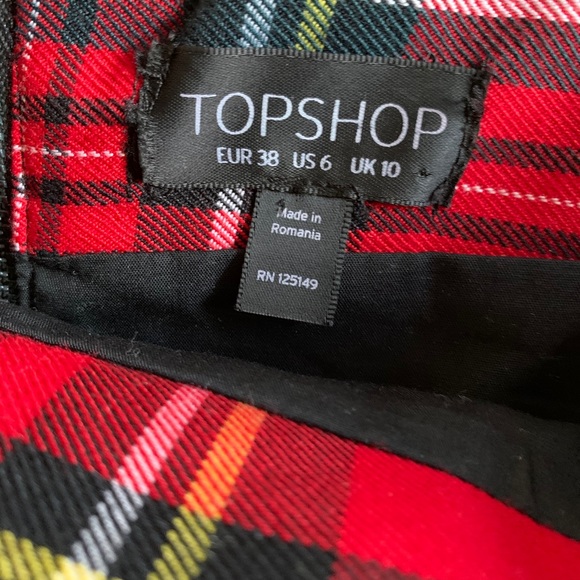 TOPSHOP
EUR 38 US 6 UK 10
Made in
Romania
RN 125149